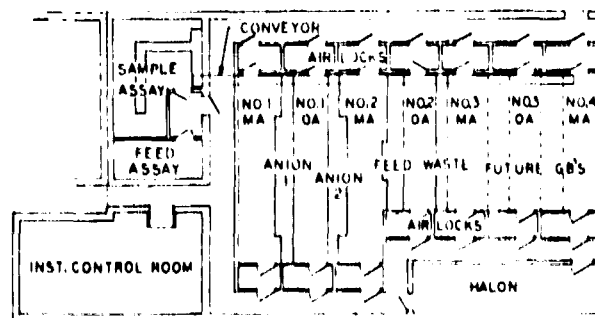 CONVEYOR
AIR LOCKS
SAMPLE
ASSAY
NO.1 NO.1 NO.2 NO.2 NO.3 NO.3 NO.4
MA OA MA OA MA OA MA
FEED
ASSAY
ANION
1
ANION
2
FEED WASTE FUTURE GB'S
AIR LOCKS
INST. CONTROL ROOM
HALON